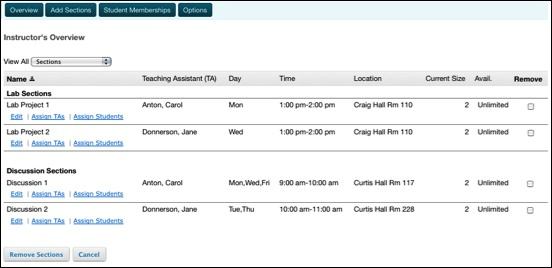 Overview Add Sections Student Memberships Options
Instructor's Overview
View All Sections
Name Teaching Assistant (TA) Day Time Location Current Size Avail. Remove
Lab Sections
Lab Project 1 Anton, Carol Mon 1:00 pm-2:00 pm Craig Hall Rm 110 2 Unlimited
Edit | Assign TAs | Assign Students
Lab Project 2 Donnerson, Jane Wed 1:00 pm-2:00 pm Craig Hall Rm 110 2 Unlimited
Edit | Assign TAs | Assign Students
Discussion Sections
Discussion 1 Anton, Carol Mon,Wed,Fri 9:00 am-10:00 am Curtis Hall Rm 117 2 Unlimited
Edit | Assign TAs | Assign Students
Discussion 2 Donnerson, Jane Tue,Thu 10:00 am-11:00 am Curtis Hall Rm 228 2 Unlimited
Edit | Assign TAs | Assign Students
Remove Sections Cancel